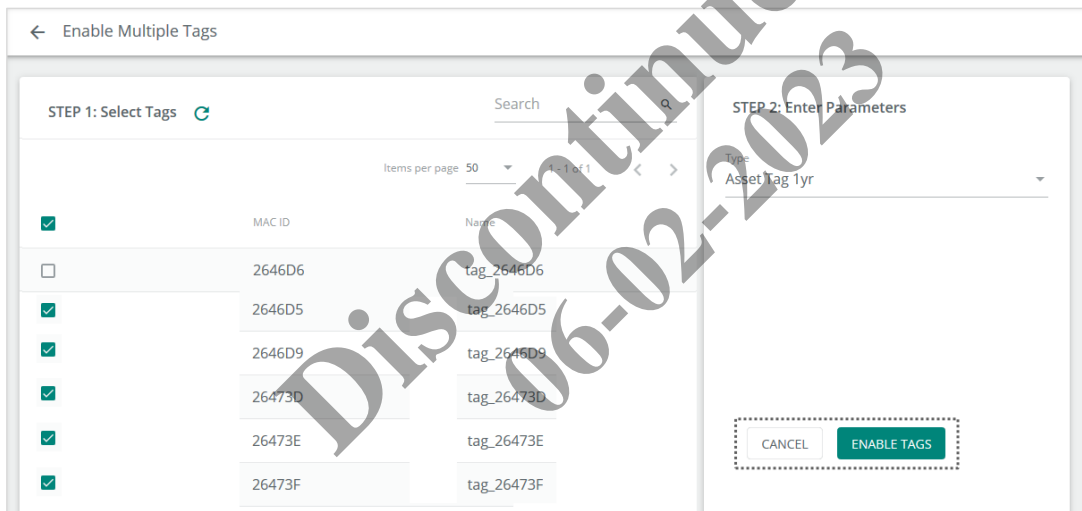 Enable Multiple Tags
STEP 1: Select Tags
Search
Items per page 50 1 - 1 of 1
MAC ID Name
2646D6 tag_2646D6
2646D5 tag_2646D5
2646D9 tag_2646D9
26473D tag_26473D
26473E tag_26473E
26473F tag_26473F
STEP 2: Enter Parameters
Type
Asset Tag 1yr
CANCEL ENABLE TAGS
06-02-2023